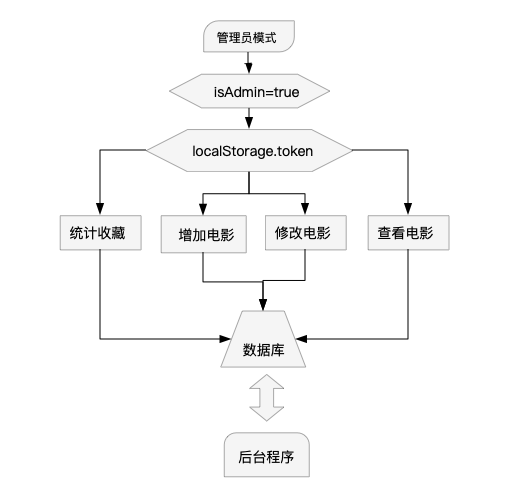 管理员模式
isAdmin=true
localStorage.token
统计收藏
增加电影
修改电影
查看电影
数据库
后台程序